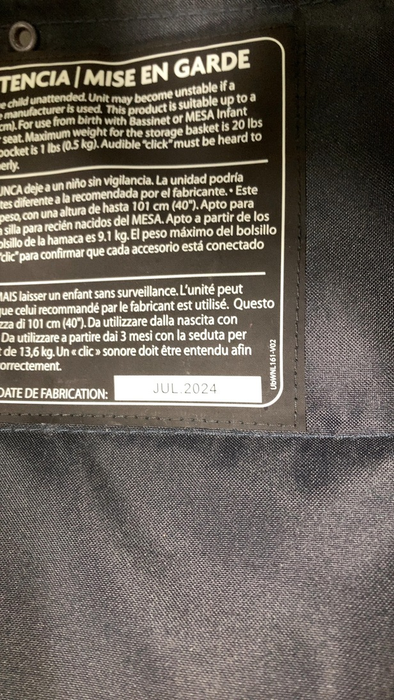 TENCIA | MISE EN GARDE
e child unattended. Unit may become unstable if a
manufacturer is used. This product is suitable up to a
cm). For use from birth with Bassinet or MESA Infant
seat. Maximum weight for the storage basket is 20 lbs
pocket is 1 lbs (0.5 kg). Audible "click" must be heard to
erly.
UNCA deje a un niño sin vigilancia. La unidad podría
tes diferente a la recomendada por el fabricante. • Este
peso, con una altura de hasta 101 cm (40"). Apto para
a silla para recién nacidos del MESA. Apto a partir de los
olsillo de la hamaca es 9.1 kg. El peso máximo del bolsillo
"clic" para confirmar que cada accesorio está conectado
AIS laisser un enfant sans surveillance. L'unité peut
ue celui recommandé par le fabricant est utilisé. Questo
zza di 101 cm (40"). Da utilizzare dalla nascita con
Da utilizzare a partire dai 3 mesi con la seduta per
t de 13,6 kg. Un « clic » sonore doit être entendu afin
orrectement.
DATE DE FABRICATION: JUL.2024
UbWNL161-V02